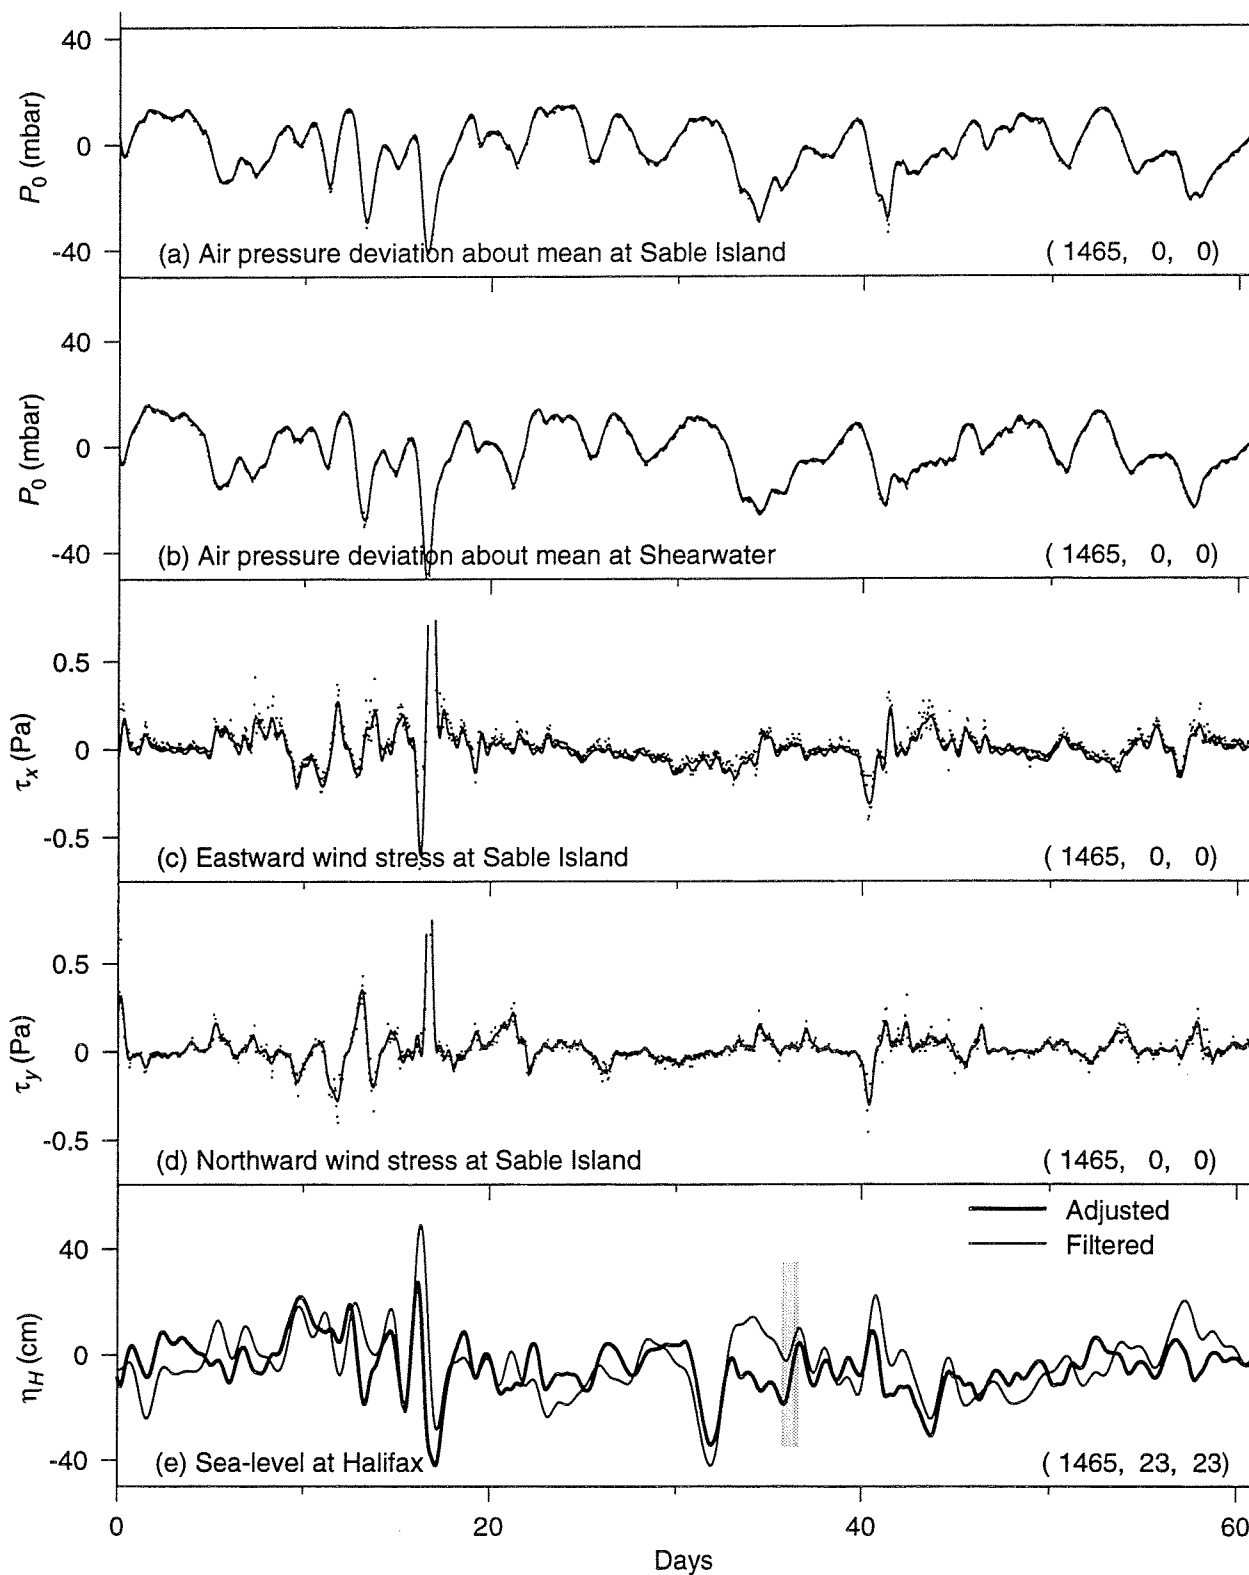 40
0
-40
P0 (mbar)
(a) Air pressure deviation about mean at Sable Island
( 1465, 0, 0)
40
0
-40
P0 (mbar)
(b) Air pressure deviation about mean at Shearwater
( 1465, 0, 0)
0.5
0
-0.5
τx (Pa)
(c) Eastward wind stress at Sable Island
( 1465, 0, 0)
0.5
0
-0.5
τy (Pa)
(d) Northward wind stress at Sable Island
( 1465, 0, 0)
Adjusted
Filtered
40
0
-40
ηH (cm)
(e) Sea-level at Halifax
( 1465, 23, 23)
0 20 40 60
Days